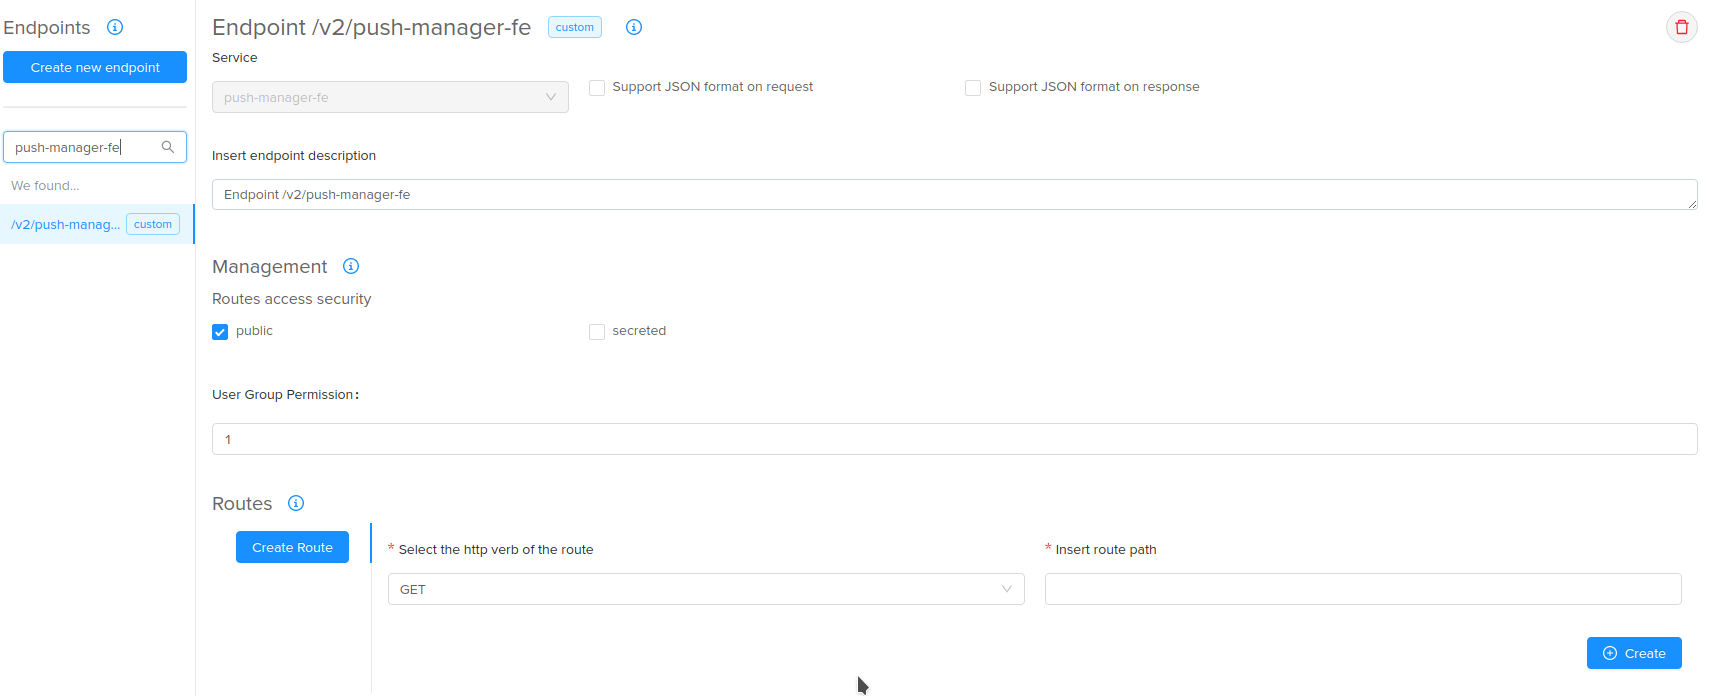 Endpoints
Create new endpoint
push-manager-fe
We found...
/v2/push-manag... custom
Endpoint /v2/push-manager-fe custom
Service
push-manager-fe
Support JSON format on request
Support JSON format on response
Insert endpoint description
Endpoint /v2/push-manager-fe
Management
Routes access security
public
secreted
User Group Permission:
1
Routes
Create Route
* Select the http verb of the route
GET
* Insert route path
Create